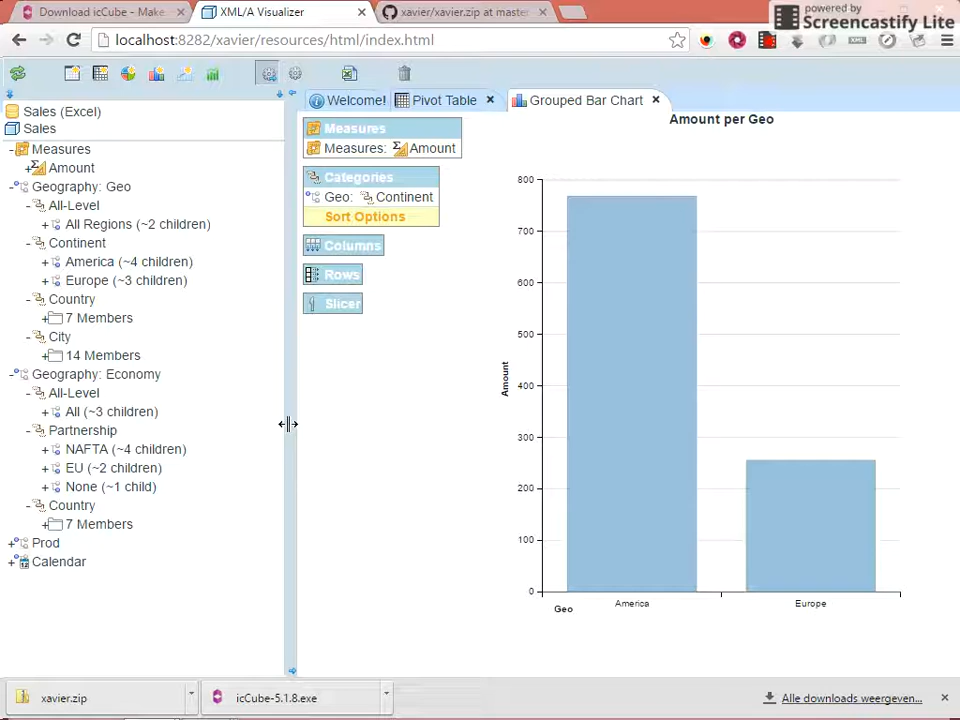 Download icCube - Make
XML/A Visualizer
xavier/xavier.zip at master
powered by
Screencastify Lite
localhost:8282/xavier/resources/html/index.html
Welcome!
Pivot Table
Grouped Bar Chart
Sales (Excel)
Sales
Measures
Amount
Geography: Geo
All-Level
All Regions (~2 children)
Continent
America (~4 children)
Europe (~3 children)
Country
7 Members
City
14 Members
Geography: Economy
All-Level
All (~3 children)
Partnership
NAFTA (~4 children)
EU (~2 children)
None (~1 child)
Country
7 Members
Prod
Calendar
Measures
Measures: Amount
Categories
Geo: Continent
Sort Options
Columns
Rows
Slicer
Amount per Geo
800
700
600
500
400
300
200
100
0
Amount
Geo
America
Europe
xavier.zip
icCube-5.1.8.exe
Alle downloads weergeven...